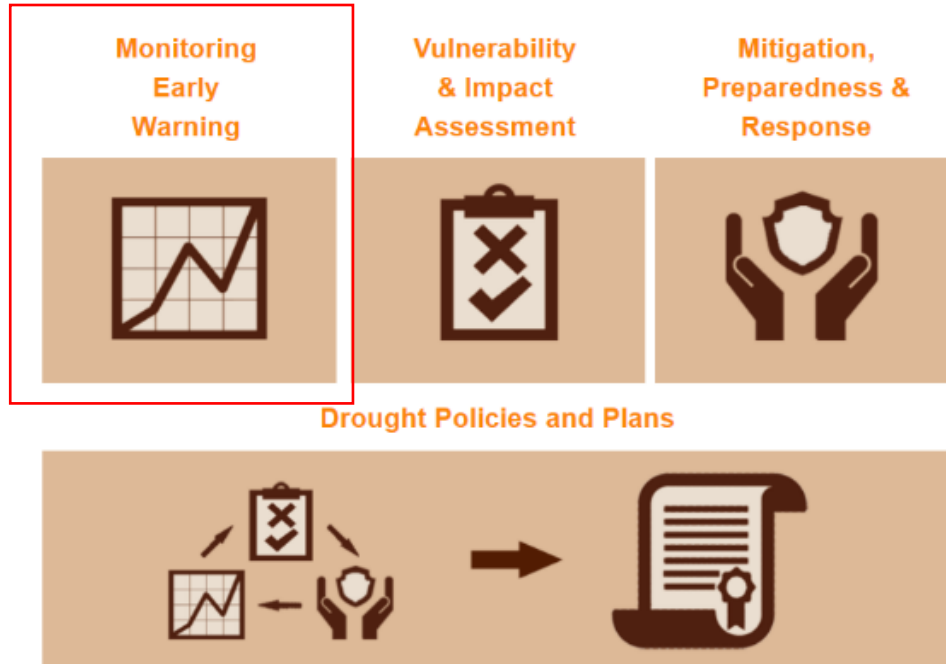 Monitoring
Early
Warning
Vulnerability
& Impact
Assessment
Mitigation,
Preparedness &
Response
Drought Policies and Plans